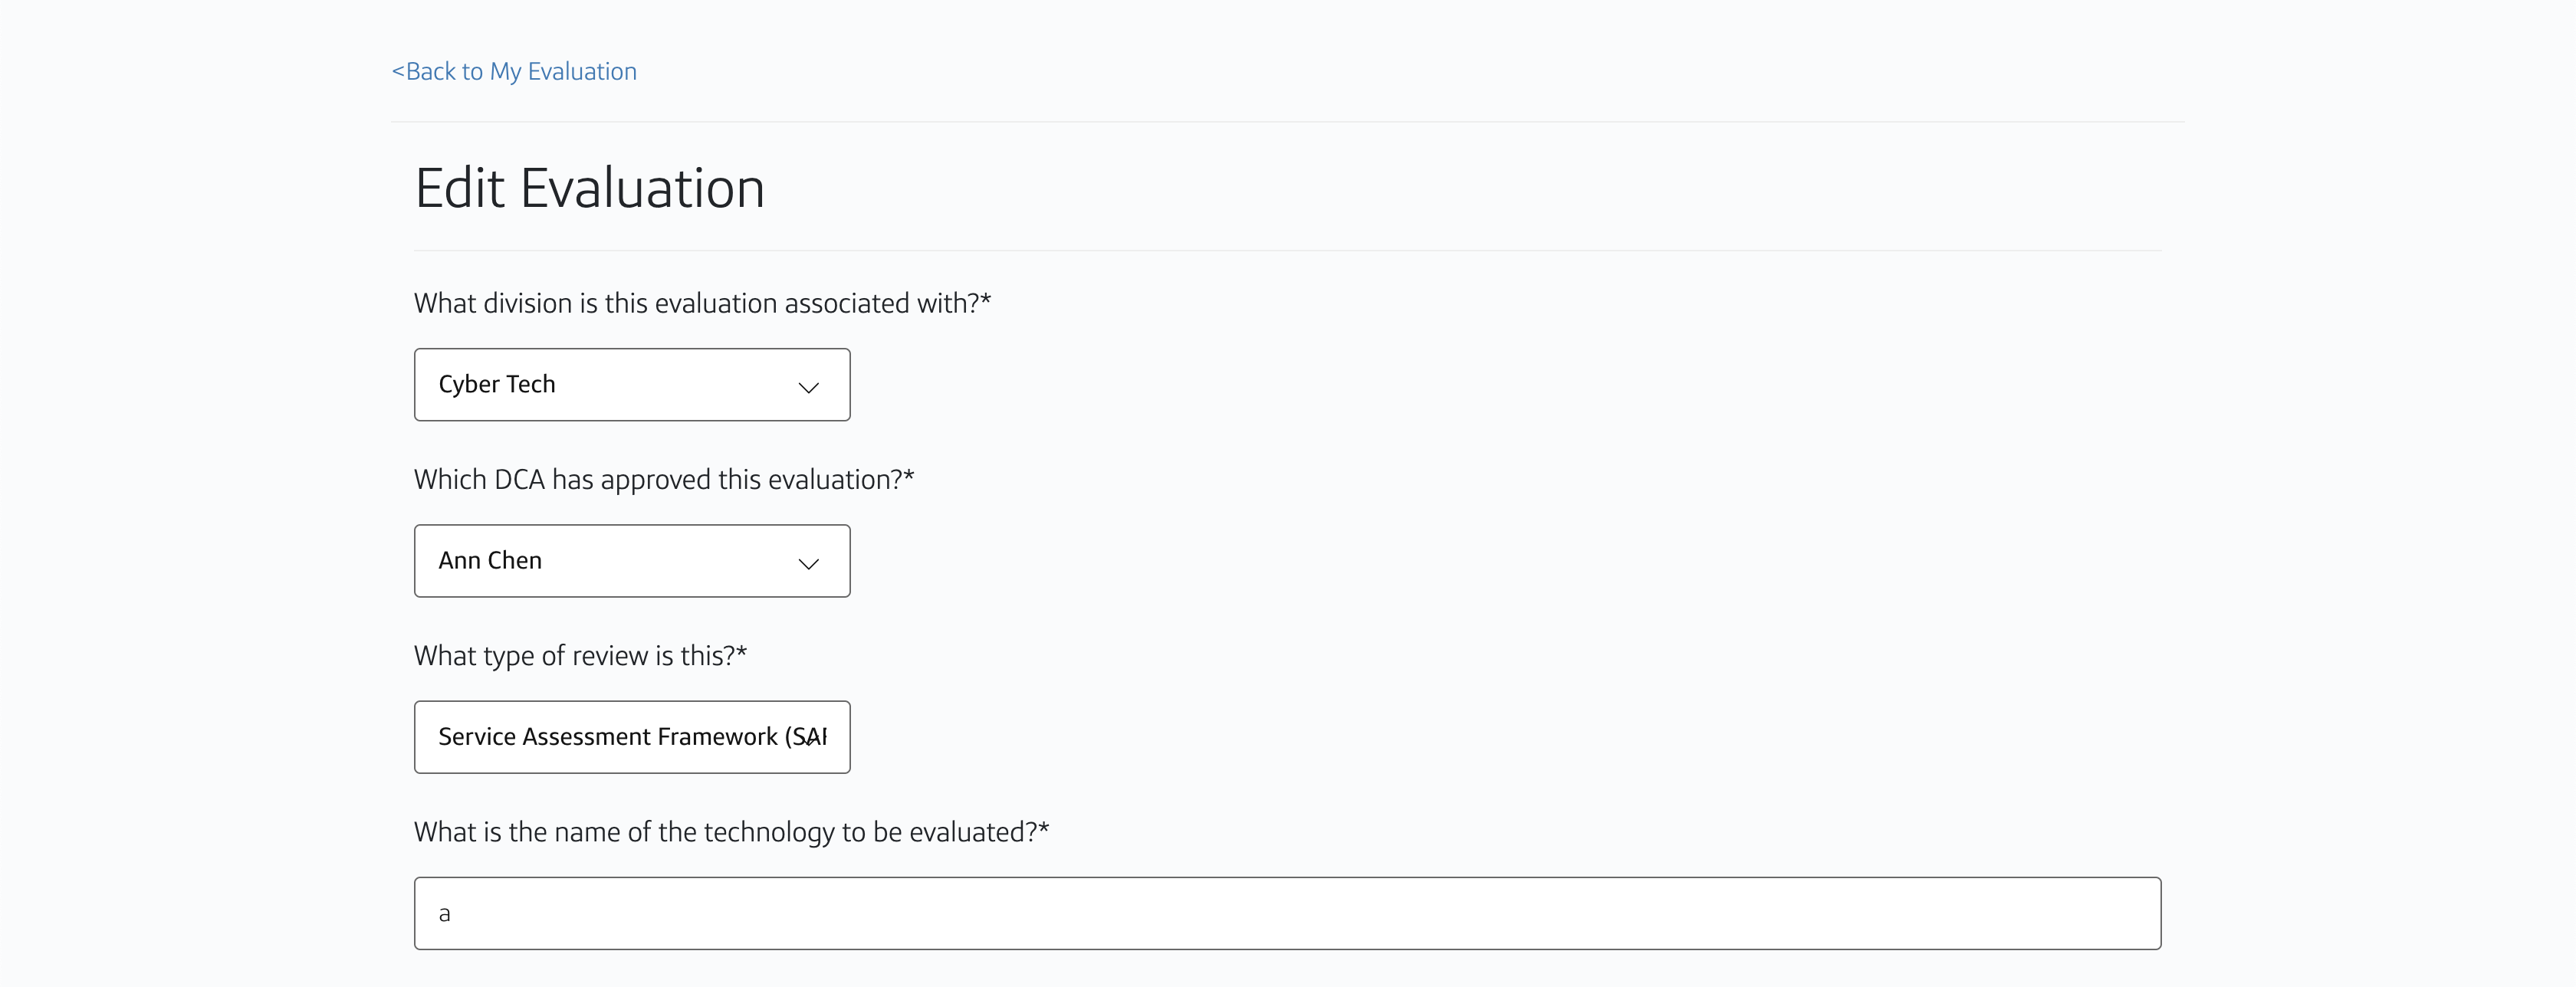 <Back to My Evaluation
Edit Evaluation
What division is this evaluation associated with?*
Cyber Tech
Which DCA has approved this evaluation?*
Ann Chen
What type of review is this?*
Service Assessment Framework
What is the name of the technology to be evaluated?*
a